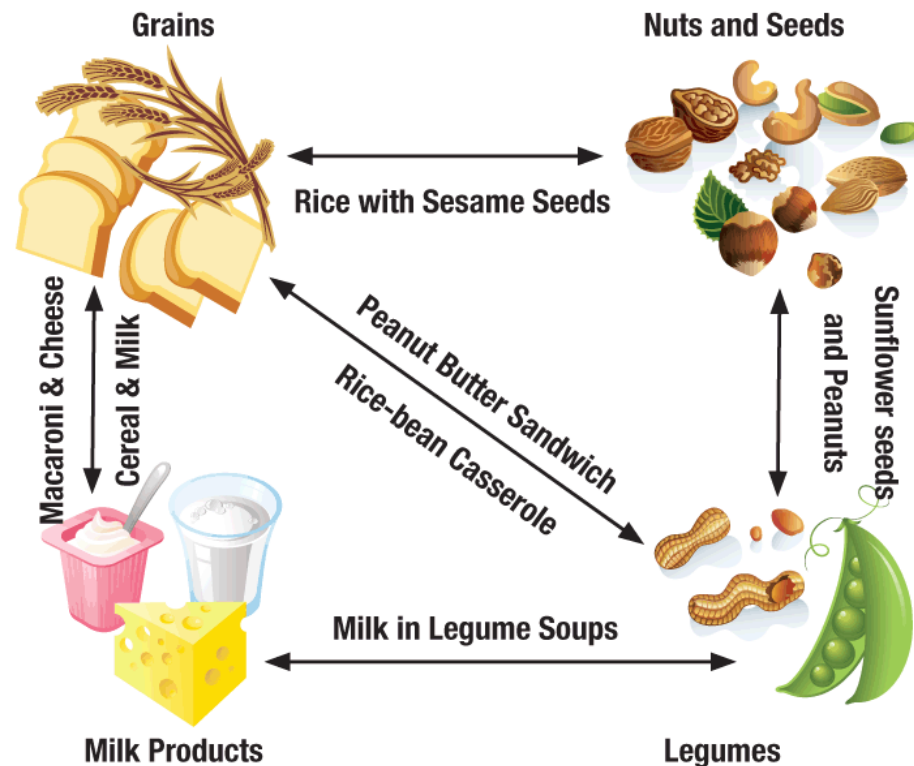 Grains
Nuts and Seeds
Rice with Sesame Seeds
Macaroni & Cheese
Cereal & Milk
Peanut Butter Sandwich
Rice-bean Casserole
Sunflower seeds
and Peanuts
Milk in Legume Soups
Milk Products
Legumes